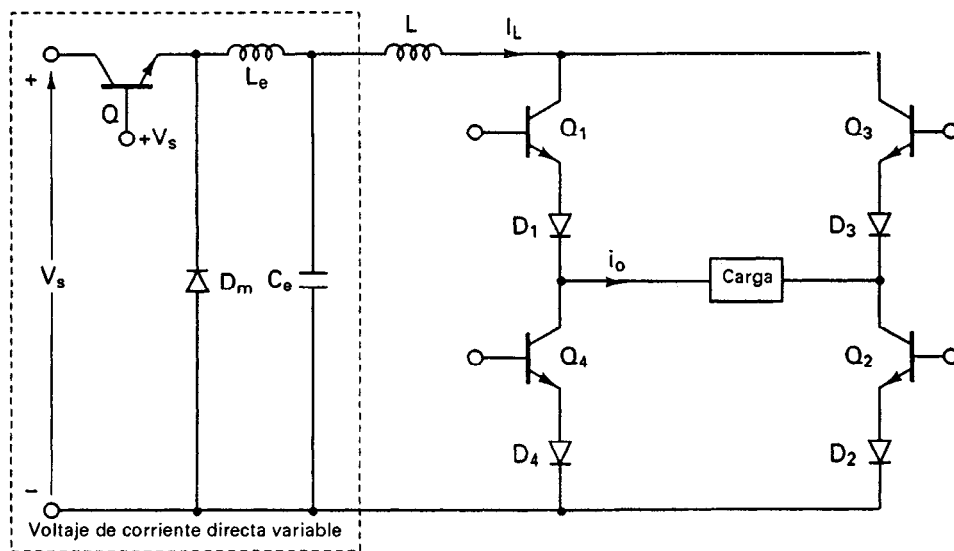 L
I_L
+
Q
+V_s
L_e
Q_1
Q_3
D_1
D_3
V_s
D_m
C_e
i_o
Carga
Q_4
Q_2
D_4
D_2
−
Voltaje de corriente directa variable